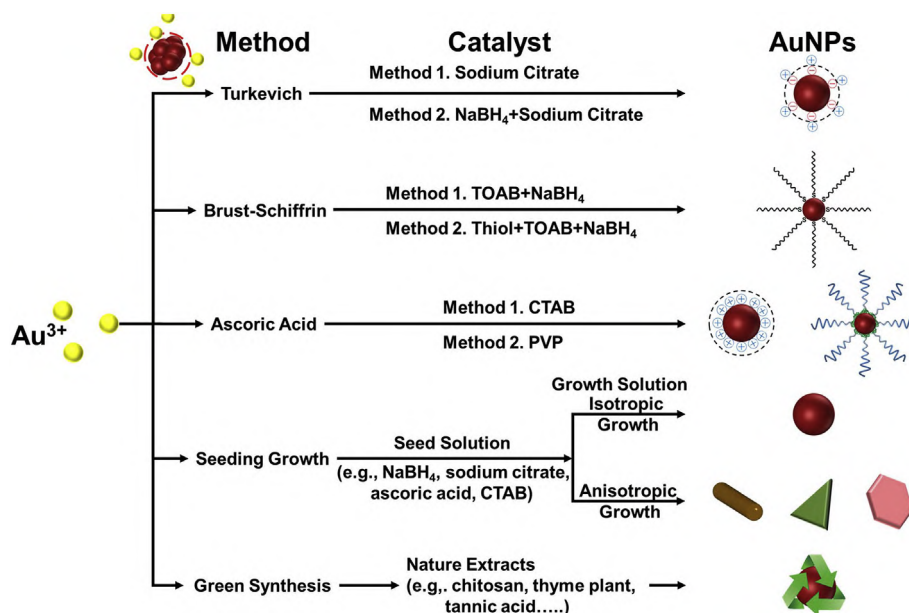 Method
Catalyst
AuNPs
Turkevich
Method 1. Sodium Citrate
Method 2. NaBH₄+Sodium Citrate
Brust-Schiffrin
Method 1. TOAB+NaBH₄
Method 2. Thiol+TOAB+NaBH₄
S S S S S S S S
Au³⁺
Ascoric Acid
Method 1. CTAB
Method 2. PVP
Seeding Growth
Seed Solution
(e.g., NaBH₄, sodium citrate,
ascoric acid, CTAB)
Growth Solution
Isotropic
Growth
Anisotropic
Growth
Green Synthesis
Nature Extracts
(e.g,. chitosan, thyme plant,
tannic acid…..)